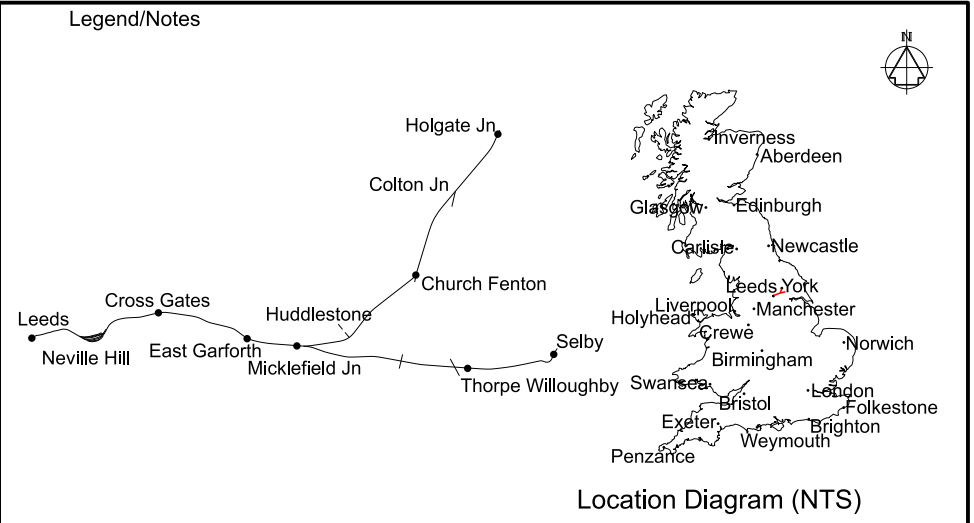 Legend/Notes
N
Holgate Jn
Colton Jn
Church Fenton
Cross Gates
Huddlestone
Leeds
Neville Hill
East Garforth
Micklefield Jn
Selby
Thorpe Willoughby
Inverness
Aberdeen
Glasgow
Edinburgh
Carlisle
Newcastle
Leeds York
Liverpool
Manchester
Holyhead
Crewe
Norwich
Birmingham
Swansea
London
Bristol
Folkestone
Exeter
Brighton
Weymouth
Penzance
Location Diagram (NTS)